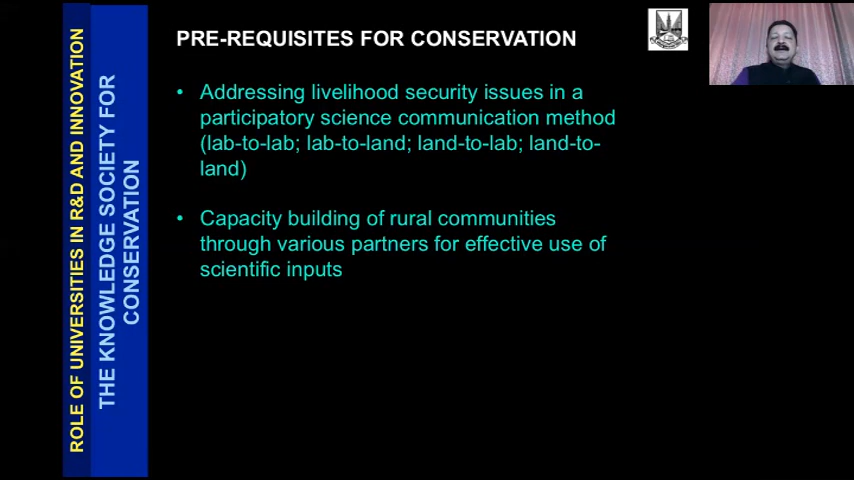 ROLE OF UNIVERSITIES IN R&D AND INNOVATION
THE KNOWLEDGE SOCIETY FOR
CONSERVATION
PRE-REQUISITES FOR CONSERVATION
• Addressing livelihood security issues in a
participatory science communication method
(lab-to-lab; lab-to-land; land-to-lab; land-to-
land)
• Capacity building of rural communities
through various partners for effective use of
scientific inputs